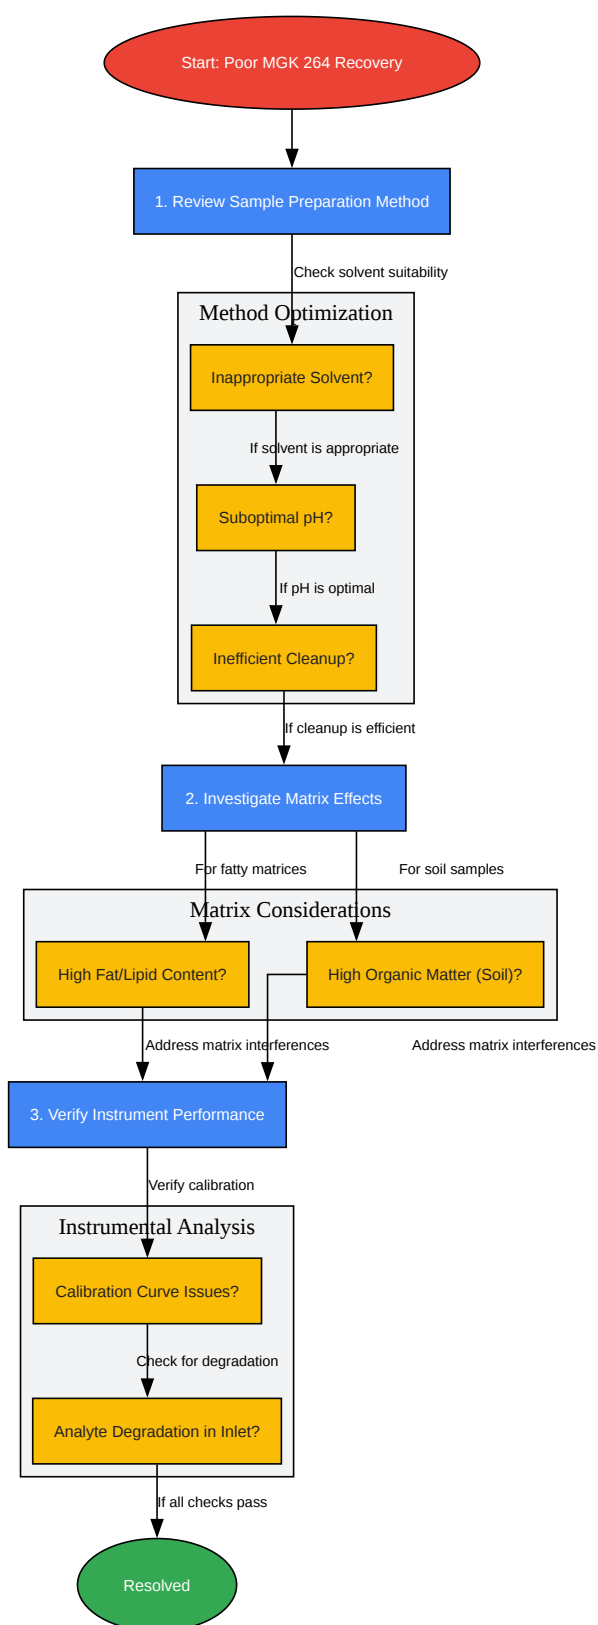 Start: Poor MGK 264 Recovery
1. Review Sample Preparation Method
Check solvent suitability
Method Optimization
Inappropriate Solvent?
If solvent is appropriate
Suboptimal pH?
If pH is optimal
Inefficient Cleanup?
If cleanup is efficient
2. Investigate Matrix Effects
For fatty matrices
For soil samples
Matrix Considerations
High Fat/Lipid Content?
High Organic Matter (Soil)?
Address matrix interferences
Address matrix interferences
3. Verify Instrument Performance
Verify calibration
Instrumental Analysis
Calibration Curve Issues?
Check for degradation
Analyte Degradation in Inlet?
If all checks pass
Resolved